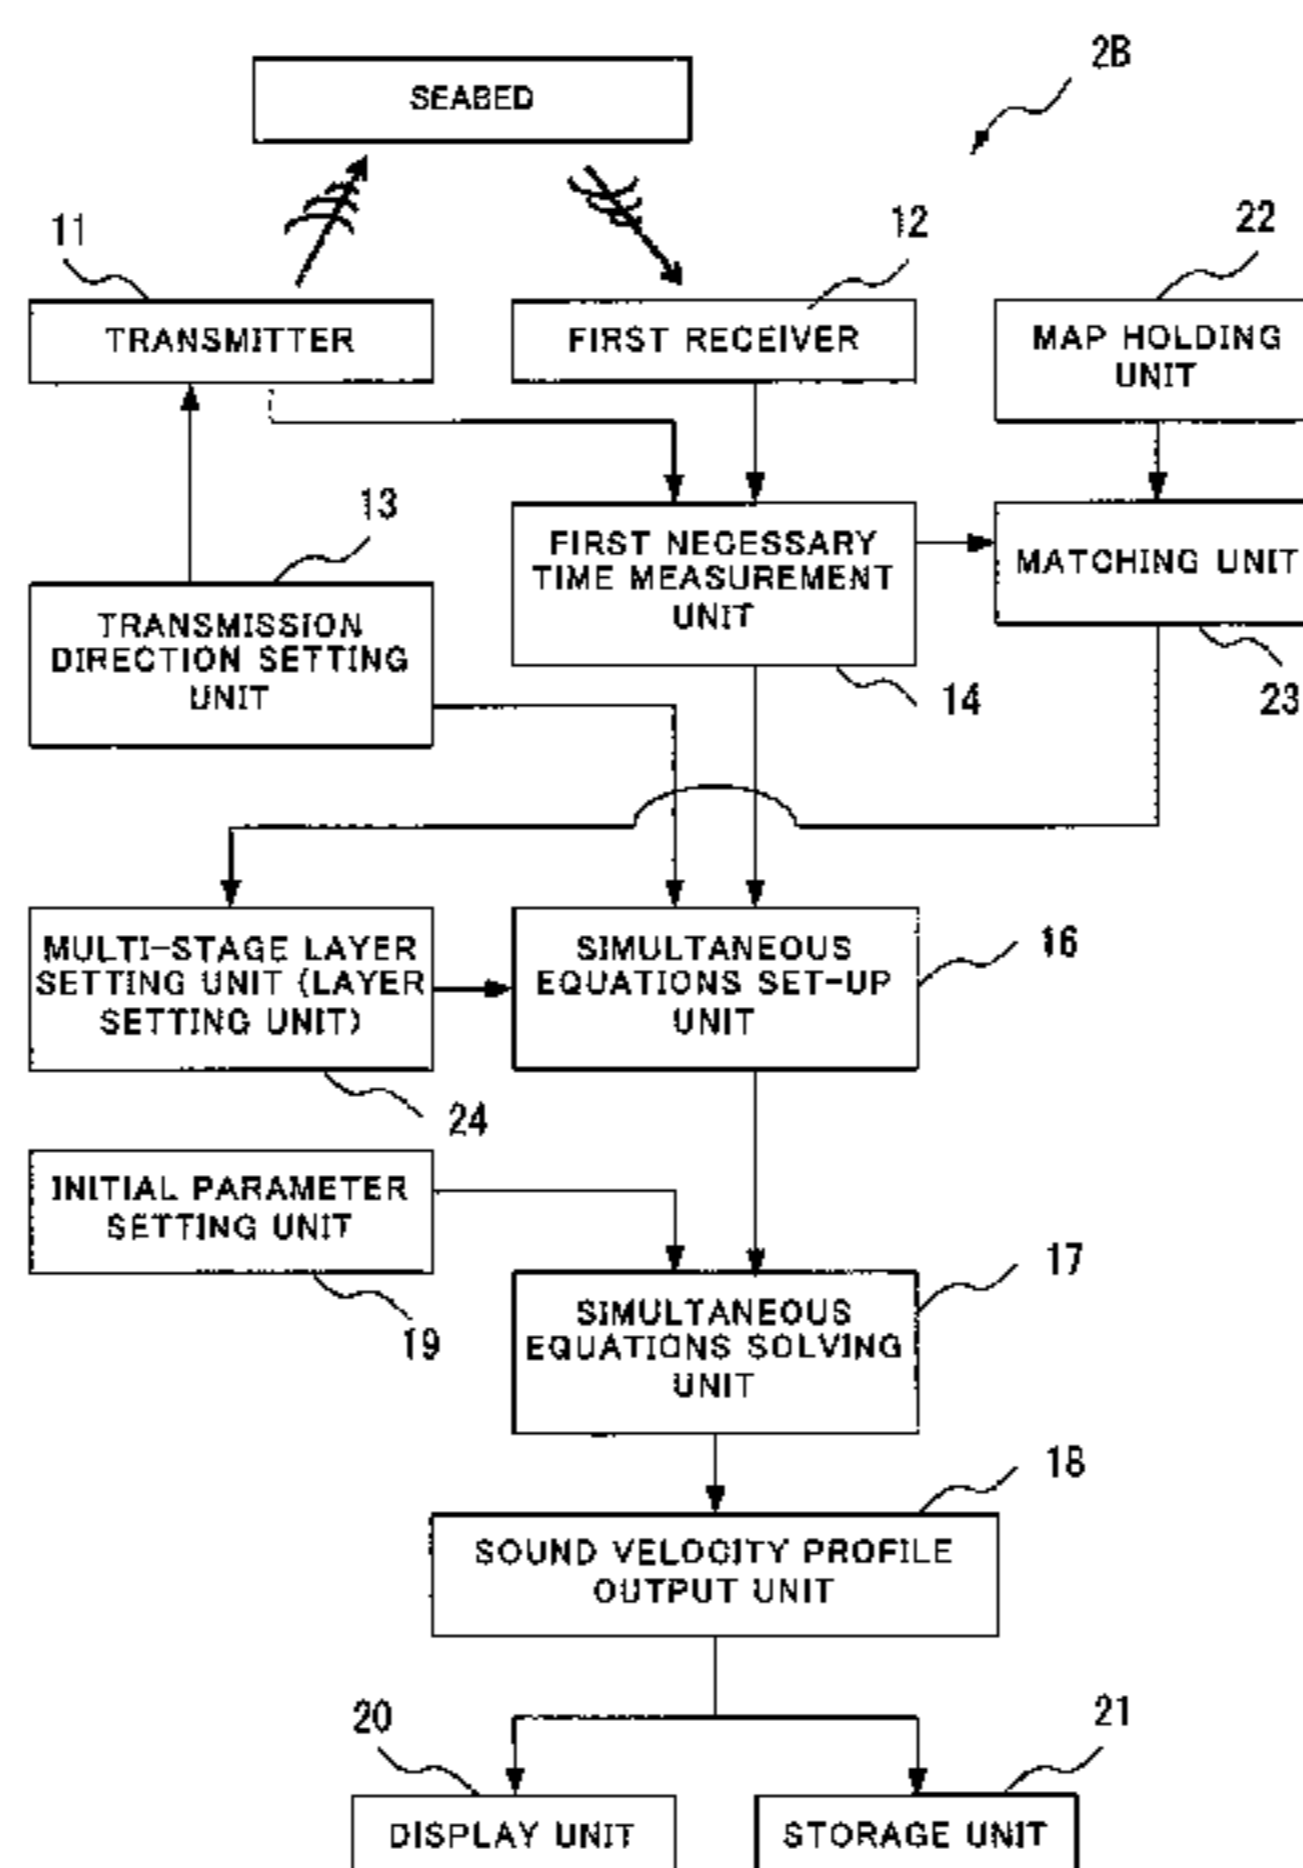 2B
SEABED
11
12
22
TRANSMITTER
FIRST RECEIVER
MAP HOLDING
UNIT
13
FIRST NECESSARY
TIME MEASUREMENT
UNIT
MATCHING UNIT
TRANSMISSION
DIRECTION SETTING
UNIT
14
23
MULTI-STAGE LAYER
SETTING UNIT (LAYER
SETTING UNIT)
SIMULTANEOUS
EQUATIONS SET-UP
UNIT
16
24
INITIAL PARAMETER
SETTING UNIT
19
17
SIMULTANEOUS
EQUATIONS SOLVING
UNIT
18
SOUND VELOCITY PROFILE
OUTPUT UNIT
20
21
DISPLAY UNIT
STORAGE UNIT